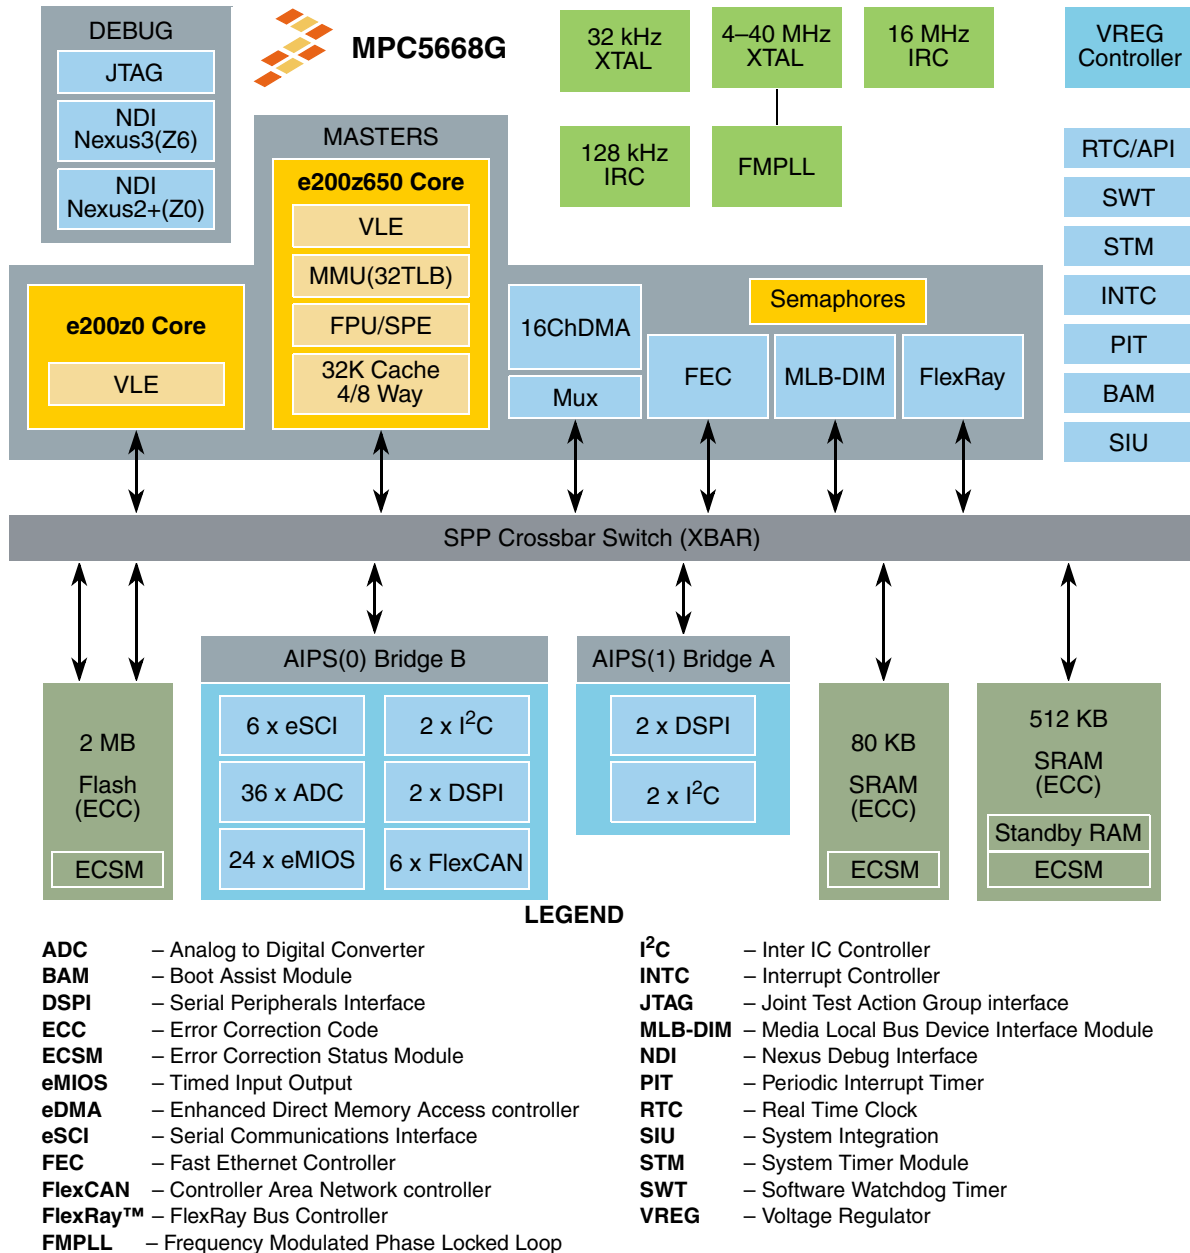 DEBUG
JTAG
NDI
Nexus3(Z6)
NDI
Nexus2+(Z0)
MPC5668G
32 kHz
XTAL
4–40 MHz
XTAL
16 MHz
IRC
VREG
Controller
128 kHz
IRC
FMPLL
RTC/API
SWT
STM
INTC
PIT
BAM
SIU
MASTERS
e200z650 Core
VLE
MMU(32TLB)
FPU/SPE
32K Cache
4/8 Way
e200z0 Core
VLE
16ChDMA
Mux
Semaphores
FEC
MLB-DIM
FlexRay
SPP Crossbar Switch (XBAR)
2 MB
Flash
(ECC)
ECSM
AIPS(0) Bridge B
6 x eSCI
2 x I²C
36 x ADC
2 x DSPI
24 x eMIOS
6 x FlexCAN
AIPS(1) Bridge A
2 x DSPI
2 x I²C
80 KB
SRAM
(ECC)
ECSM
512 KB
SRAM
(ECC)
Standby RAM
ECSM
LEGEND
ADC – Analog to Digital Converter
BAM – Boot Assist Module
DSPI – Serial Peripherals Interface
ECC – Error Correction Code
ECSM – Error Correction Status Module
eMIOS – Timed Input Output
eDMA – Enhanced Direct Memory Access controller
eSCI – Serial Communications Interface
FEC – Fast Ethernet Controller
FlexCAN – Controller Area Network controller
FlexRay™ – FlexRay Bus Controller
FMPLL – Frequency Modulated Phase Locked Loop
I²C – Inter IC Controller
INTC – Interrupt Controller
JTAG – Joint Test Action Group interface
MLB-DIM – Media Local Bus Device Interface Module
NDI – Nexus Debug Interface
PIT – Periodic Interrupt Timer
RTC – Real Time Clock
SIU – System Integration
STM – System Timer Module
SWT – Software Watchdog Timer
VREG – Voltage Regulator